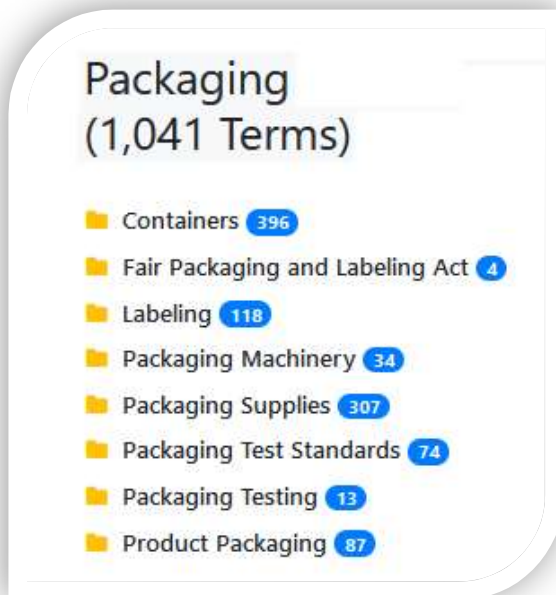 Packaging
(1,041 Terms)
Containers 396
Fair Packaging and Labeling Act 4
Labeling 118
Packaging Machinery 34
Packaging Supplies 307
Packaging Test Standards 74
Packaging Testing 13
Product Packaging 87